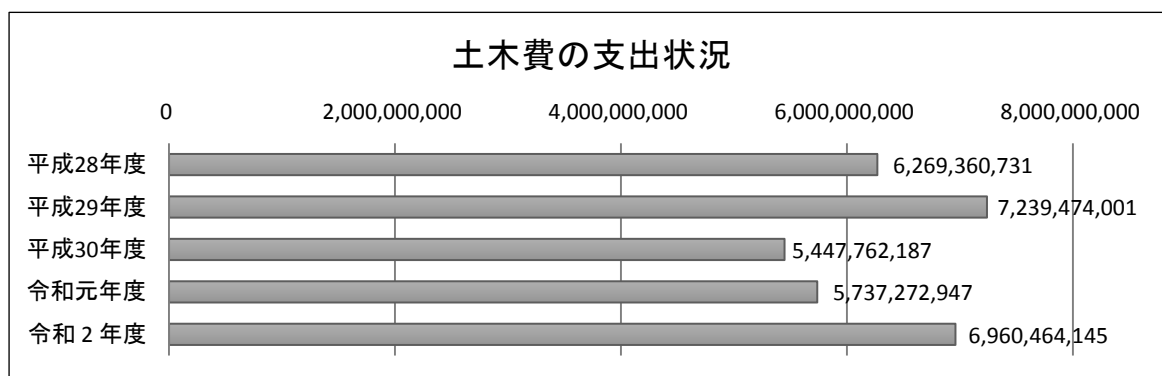 土木費の支出状況
0 2,000,000,000 4,000,000,000 6,000,000,000 8,000,000,000
平成28年度 6,269,360,731
平成29年度 7,239,474,001
平成30年度 5,447,762,187
令和元年度 5,737,272,947
令和２年度 6,960,464,145